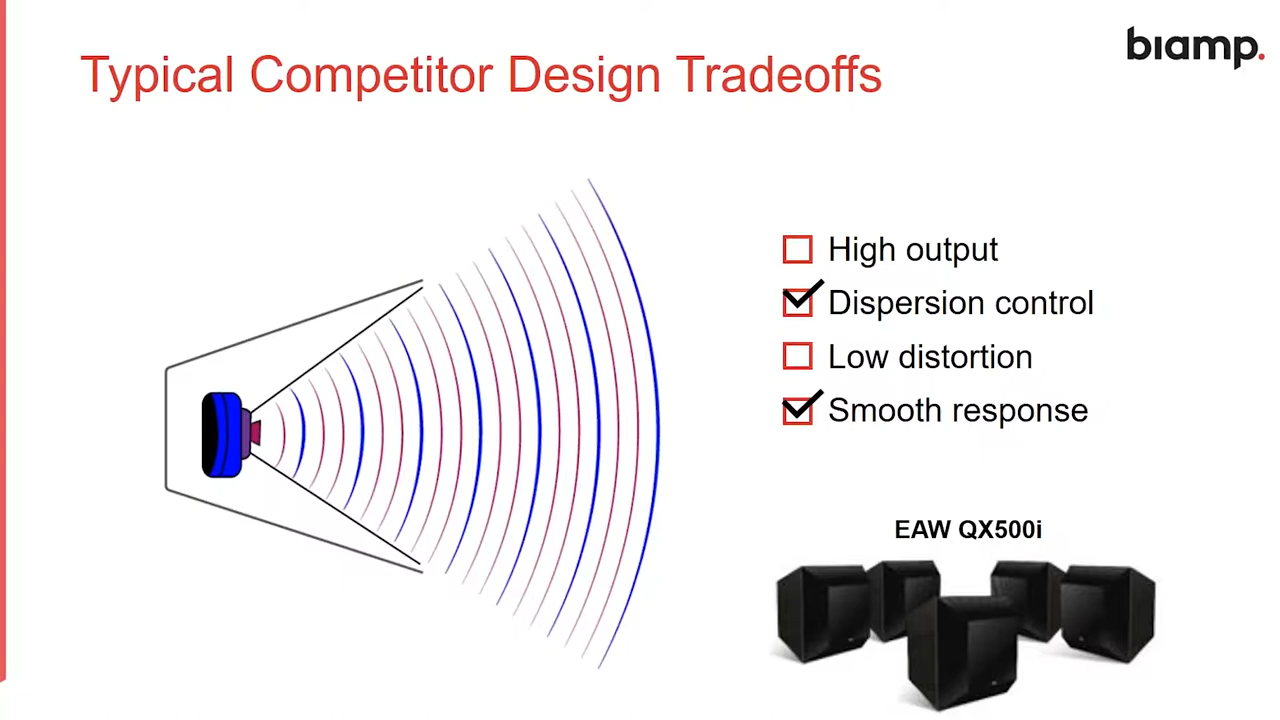 biamp.
Typical Competitor Design Tradeoffs
High output
Dispersion control
Low distortion
Smooth response
EAW QX500i